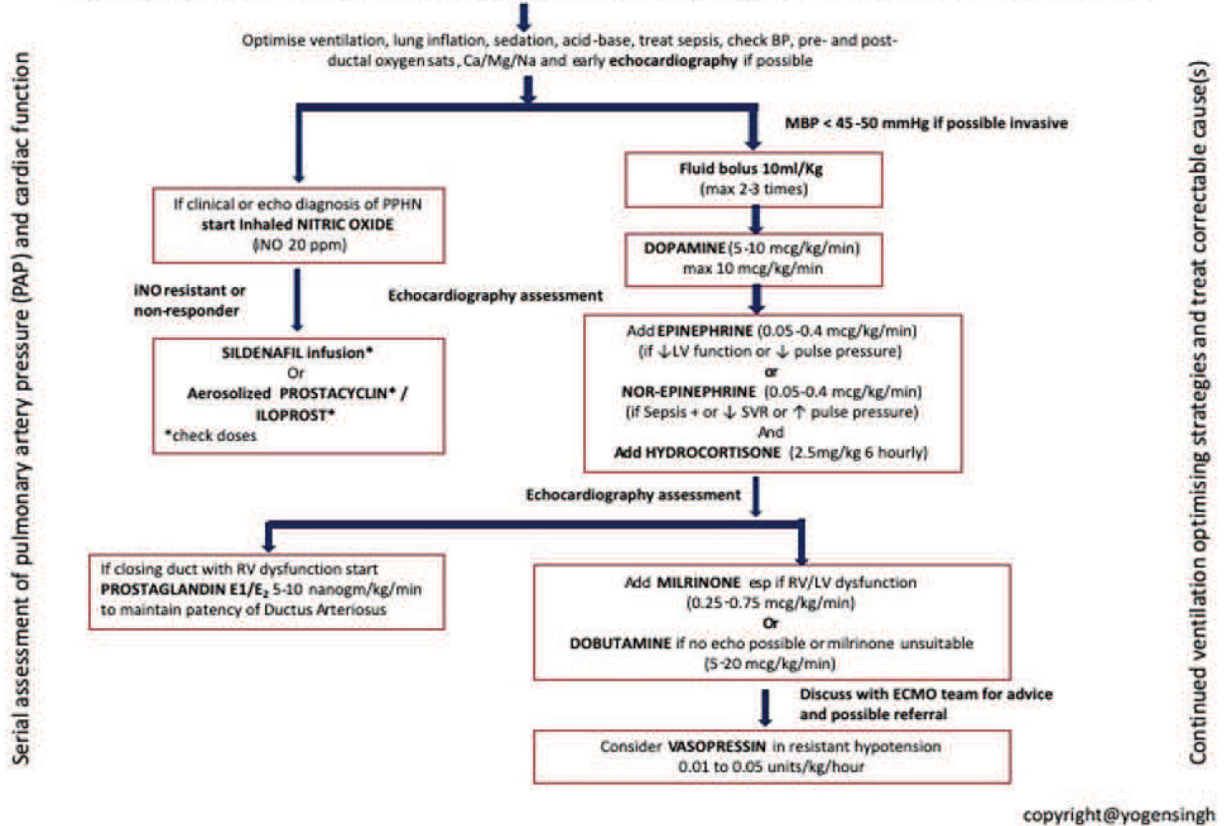 Optimise ventilation, lung inflation, sedation, acid-base, treat sepsis, check BP, pre- and post-
ductal oxygen sats, Ca/Mg/Na and early echocardiography if possible
MBP < 45-50 mmHg if possible invasive
Fluid bolus 10ml/Kg
(max 2-3 times)
If clinical or echo diagnosis of PPHN
start Inhaled NITRIC OXIDE
(iNO 20 ppm)
DOPAMINE (5-10 mcg/kg/min)
max 10 mcg/kg/min
iNO resistant or
non-responder
Echocardiography assessment
SILDENAFIL infusion*
Or
Aerosolized PROSTACYCLIN* /
ILOPROST*
*check doses
Add EPINEPHRINE (0.05-0.4 mcg/kg/min)
(if ↓LV function or ↓ pulse pressure)
or
NOR-EPINEPHRINE (0.05-0.4 mcg/kg/min)
(if Sepsis + or ↓ SVR or ↑ pulse pressure)
And
Add HYDROCORTISONE (2.5mg/kg 6 hourly)
Echocardiography assessment
If closing duct with RV dysfunction start
PROSTAGLANDIN E1/E₂ 5-10 nanogm/kg/min
to maintain patency of Ductus Arteriosus
Add MILRINONE esp if RV/LV dysfunction
(0.25-0.75 mcg/kg/min)
Or
DOBUTAMINE if no echo possible or milrinone unsuitable
(5-20 mcg/kg/min)
Discuss with ECMO team for advice
and possible referral
Consider VASOPRESSIN in resistant hypotension
0.01 to 0.05 units/kg/hour
Serial assessment of pulmonary artery pressure (PAP) and cardiac function
Continued ventilation optimising strategies and treat correctable cause(s)
copyright@yogensingh